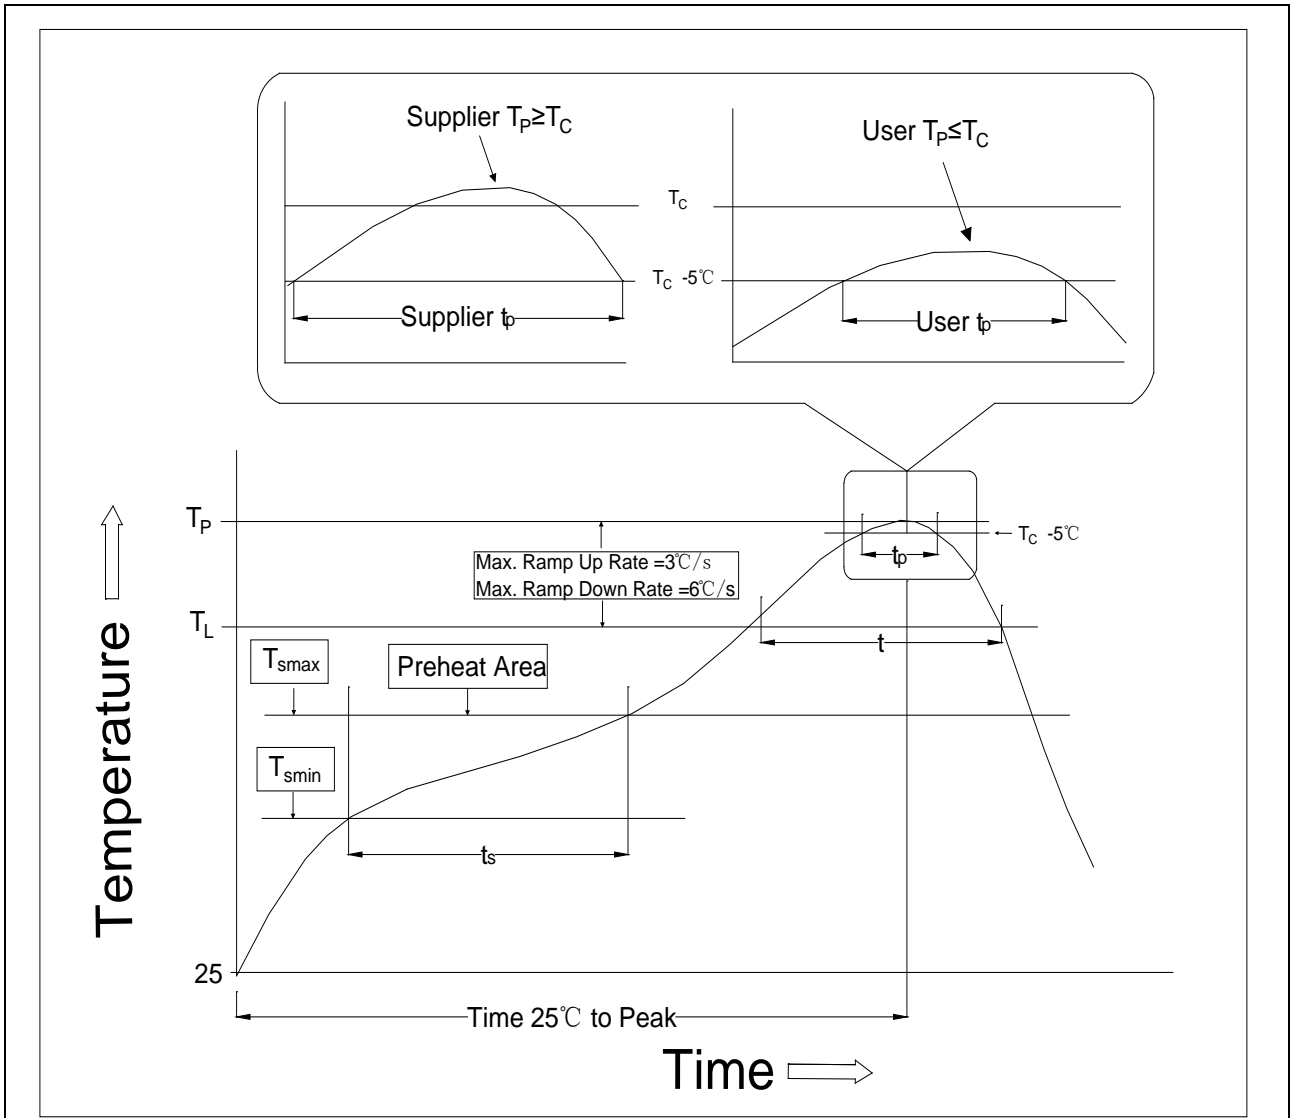 Supplier TP≥TC
User TP≤TC
TC
TC -5℃
Supplier tp
User tp
TP
TC -5℃
tp
Max. Ramp Up Rate =3℃/s
Max. Ramp Down Rate =6℃/s
TL
t
Tsmax
Preheat Area
Tsmin
ts
Temperature
25
Time 25℃ to Peak
Time